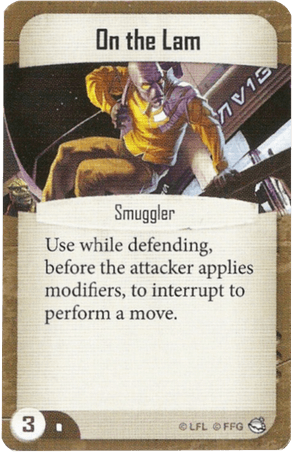 On the Lam
NV13
Smuggler
Use while defending,
before the attacker applies
modifiers, to interrupt to
perform a move.
3
© LFL © FFG